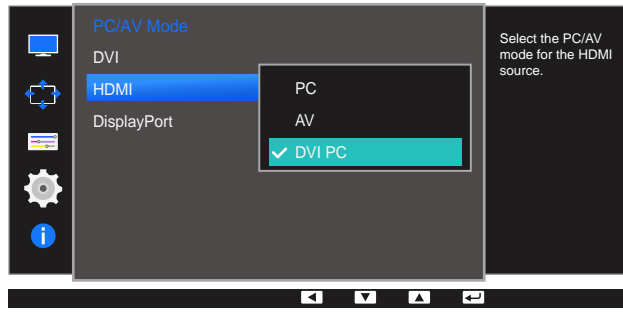 PC/AV Mode
DVI
HDMI
DisplayPort
PC
AV
DVI PC
Select the PC/AV
mode for the HDMI
source.